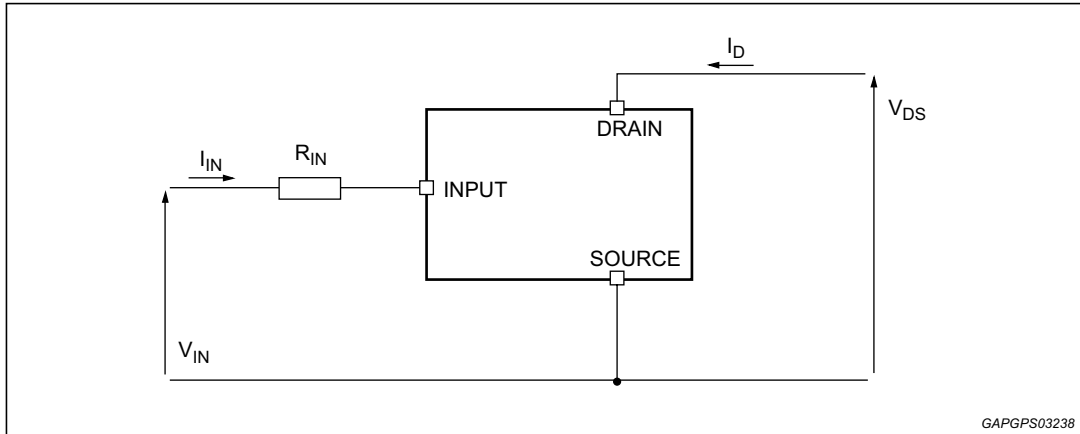 I_D
DRAIN
V_DS
I_IN
R_IN
INPUT
SOURCE
V_IN
GAPGPS03238